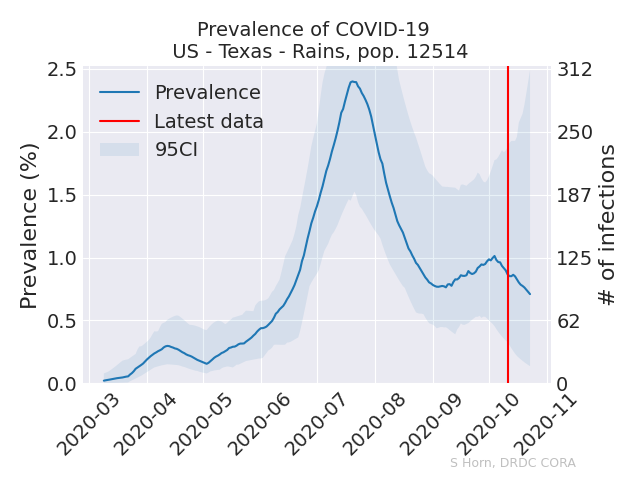 Prevalence of COVID-19
US - Texas - Rains, pop. 12514
Prevalence
Latest data
95CI
Prevalence (%)
2.5
2.0
1.5
1.0
0.5
0.0
312
250
187
125
62
0
# of infections
2020-03
2020-04
2020-05
2020-06
2020-07
2020-08
2020-09
2020-10
2020-11
S Horn, DRDC CORA